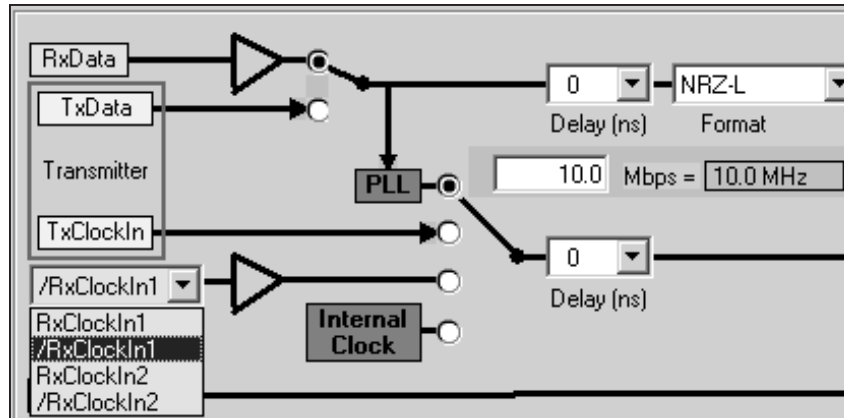 RxData
TxData
Transmitter
TxClockIn
/RxClockIn1
RxClockIn1
/RxClockIn1
RxClockIn2
/RxClockIn2
PLL
Internal
Clock
0
Delay (ns)
NRZ-L
Format
10.0 Mbps = 10.0 MHz
0
Delay (ns)